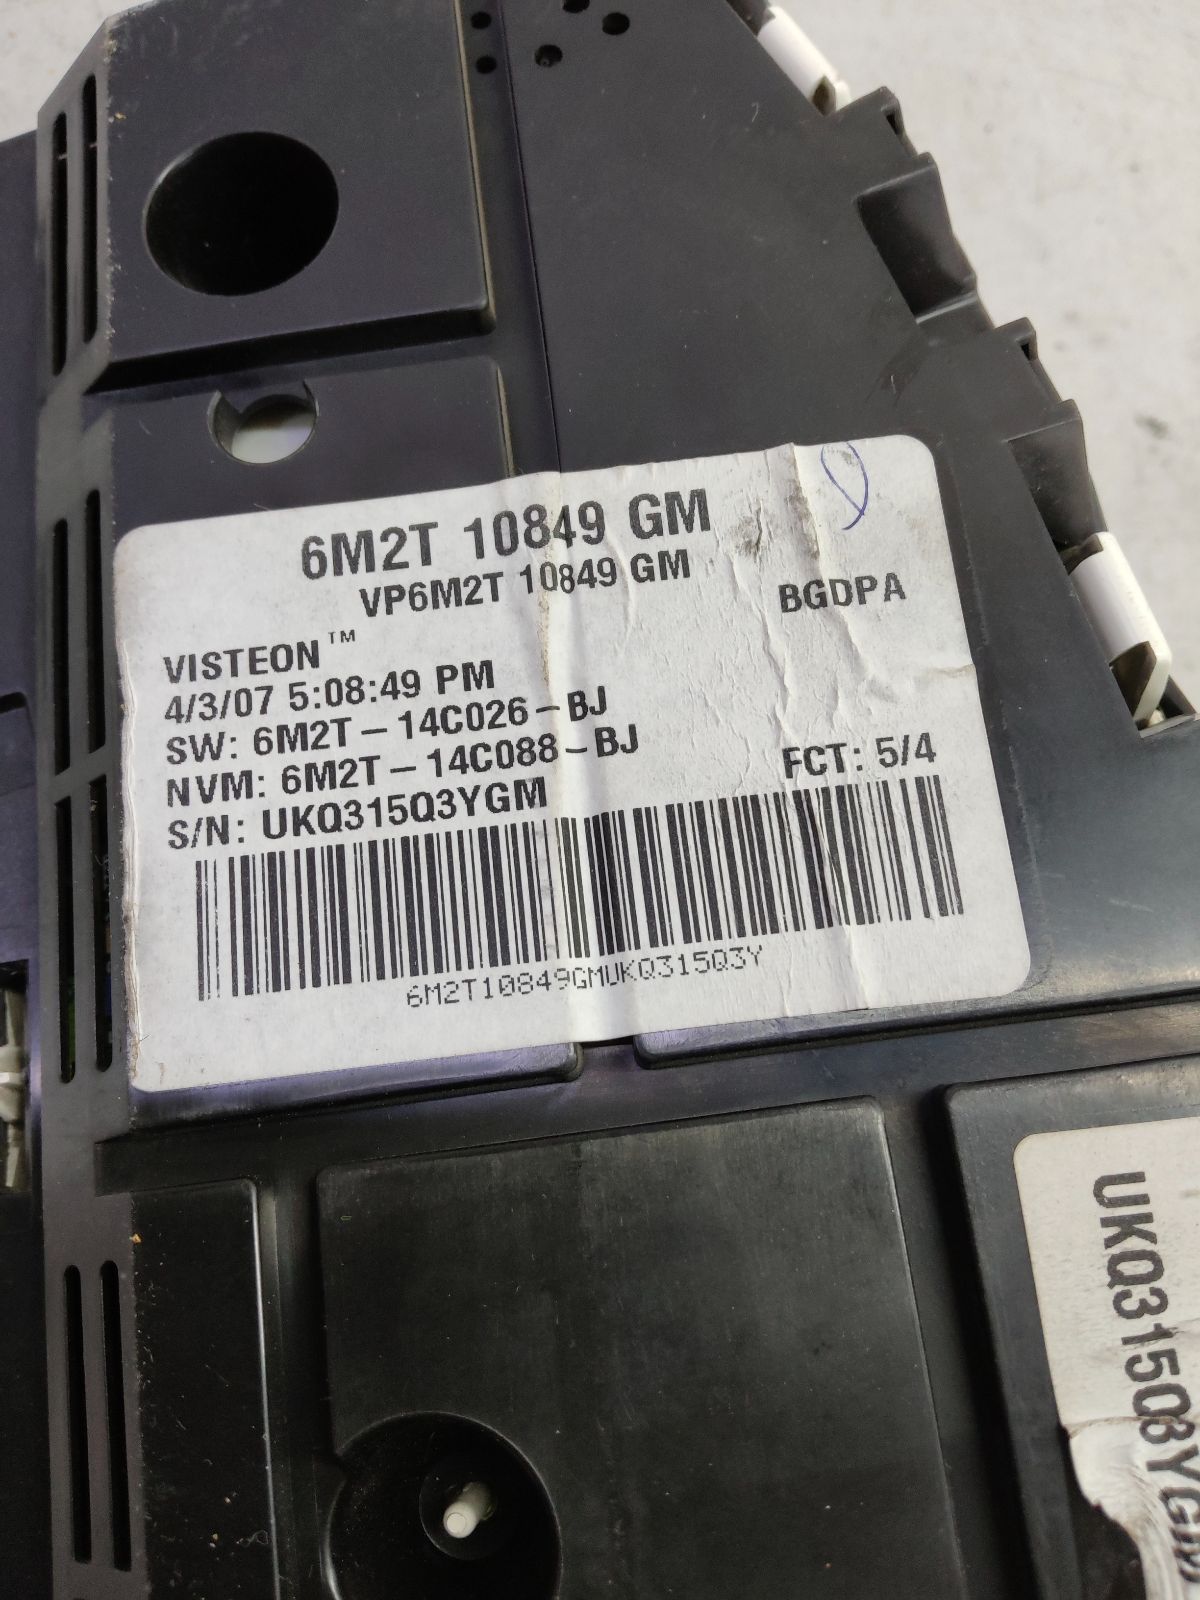 6M2T 10849 GM
VP6M2T 10849 GM
BGDPA
VISTEON™
4/3/07 5:08:49 PM
SW: 6M2T-14C026-BJ
NVM: 6M2T-14C088-BJ
FCT: 5/4
S/N: UKQ315Q3YGM
6M2T10849GMUKQ315Q3Y